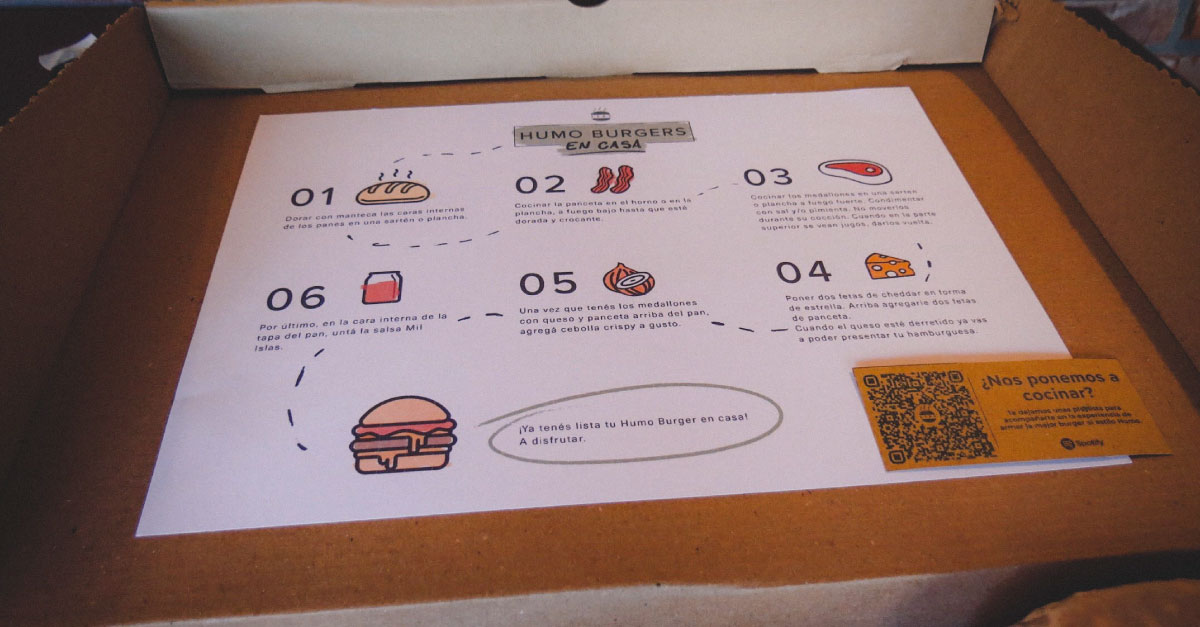 HUMO BURGERS
EN CASA
01
Dorar con manteca las caras internas
de los panes en una sartén o plancha.
02
Cocinar la panceta en el horno o en la
plancha, a fuego bajo hasta que esté
dorada y crocante.
03
Cocinar los medallones en una sartén
o plancha a fuego fuerte. Condimentar
con sal y/o pimienta. No moverlos
durante su cocción. Cuando en la parte
superior se vean jugos, darlos vuelta.
04
Poner dos fetas de cheddar en forma
de estrella. Arriba agregarle dos fetas
de panceta.
Cuando el queso esté derretido ya vas
a poder presentar tu hamburguesa.
05
Una vez que tenés los medallones
con queso y panceta arriba del pan,
agregá cebolla crispy a gusto.
06
Por último, en la cara interna de la
tapa del pan, untá la salsa Mil
Islas.
¡Ya tenés lista tu Humo Burger en casa!
A disfrutar.
¿Nos ponemos a
cocinar?
Te dejamos unas playlists para
acompañarte en la experiencia de
armar la mejor burger al estilo Humo.
Spotify